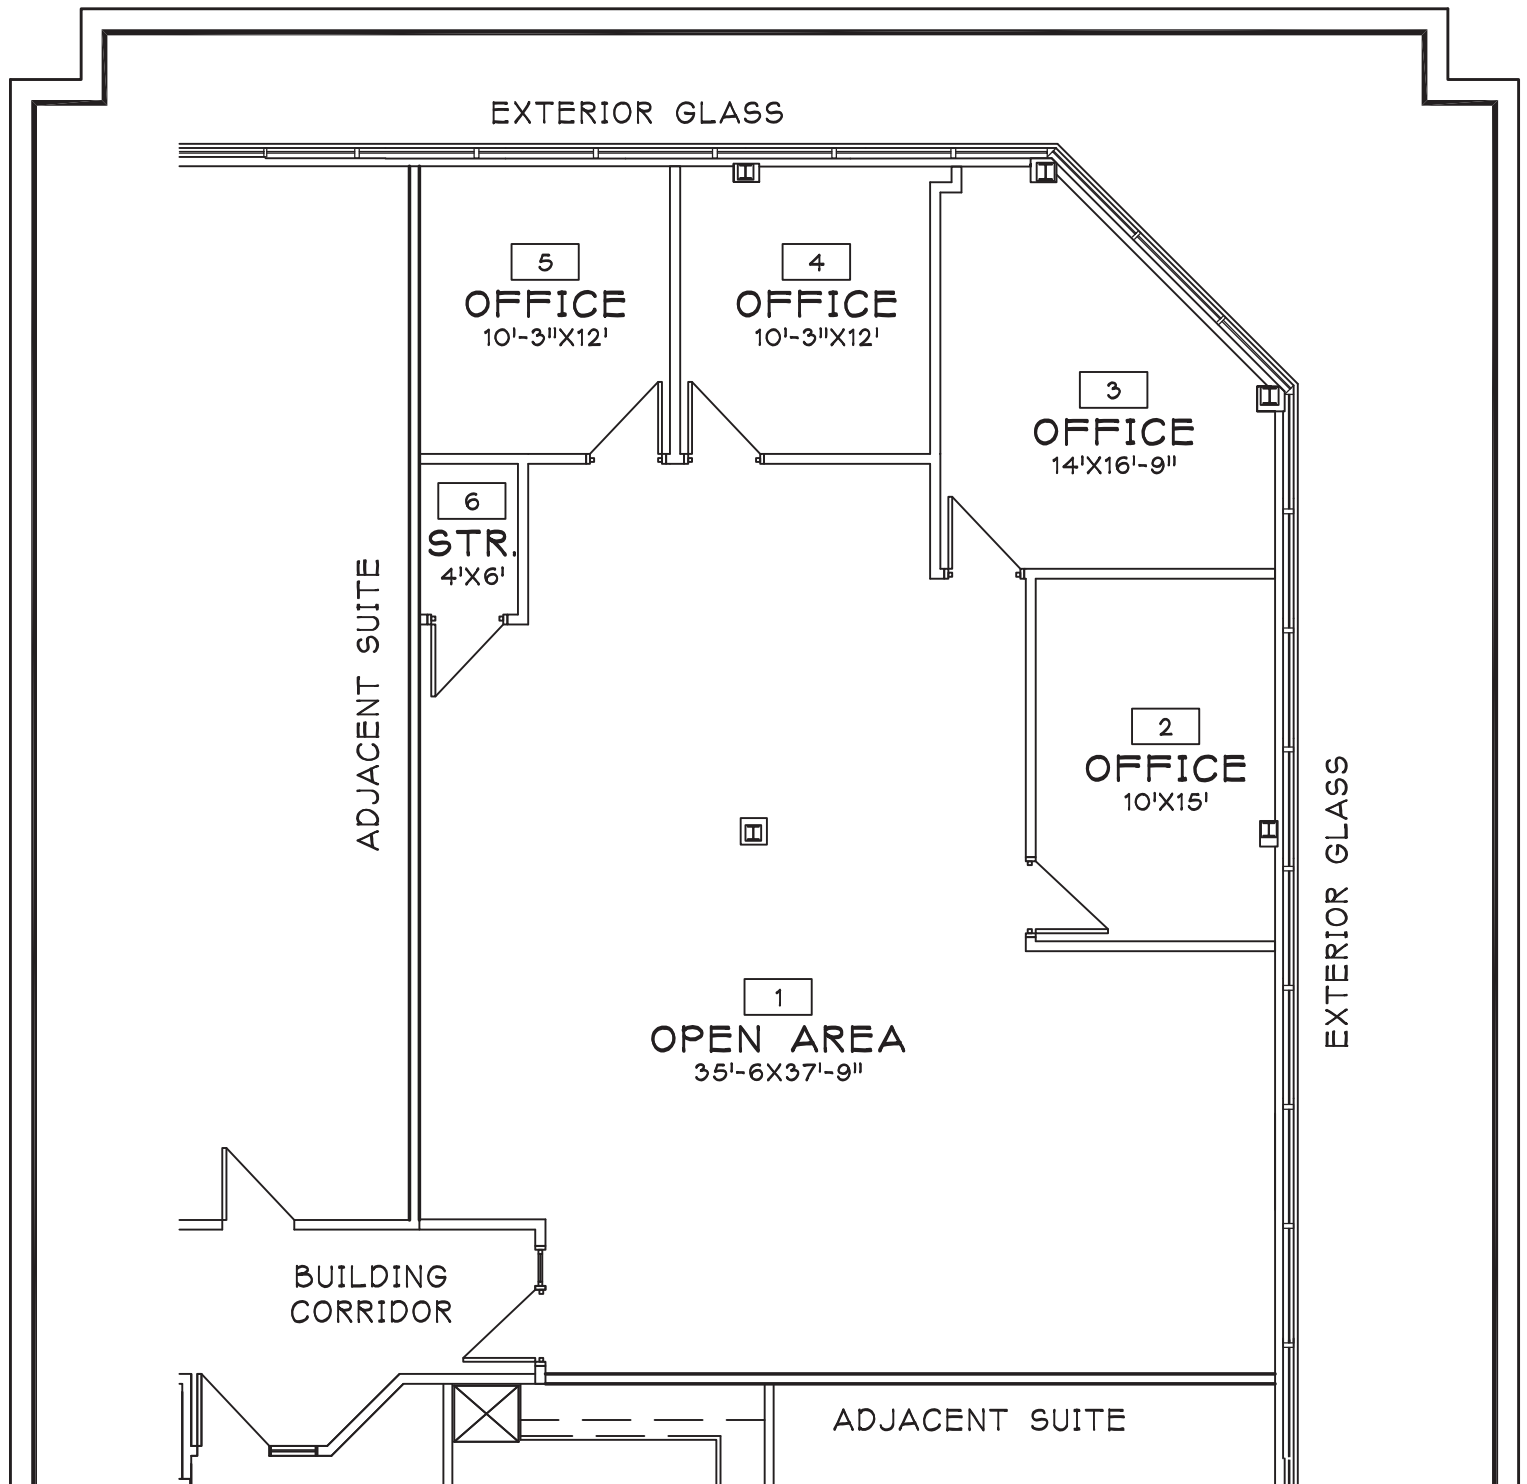 EXTERIOR GLASS
5
OFFICE
10'-3"X12'
4
OFFICE
10'-3"X12'
3
OFFICE
14'X16'-9"
6
STR.
4'X6'
ADJACENT SUITE
2
OFFICE
10'X15'
EXTERIOR GLASS
1
OPEN AREA
35'-6X37'-9"
BUILDING
CORRIDOR
ADJACENT SUITE